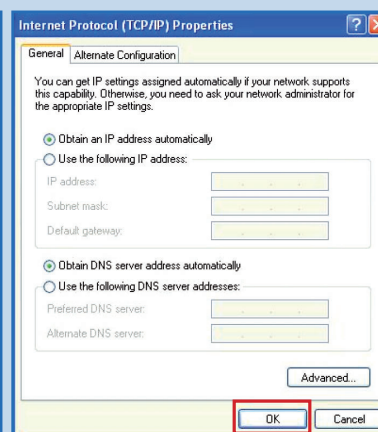 Internet Protocol (TCP/IP) Properties
General
Alternate Configuration
You can get IP settings assigned automatically if your network supports
this capability. Otherwise, you need to ask your network administrator for
the appropriate IP settings.
Obtain an IP address automatically
Use the following IP address:
IP address:
Subnet mask:
Default gateway:
Obtain DNS server address automatically
Use the following DNS server addresses:
Preferred DNS server:
Alternate DNS server:
Advanced...
OK
Cancel